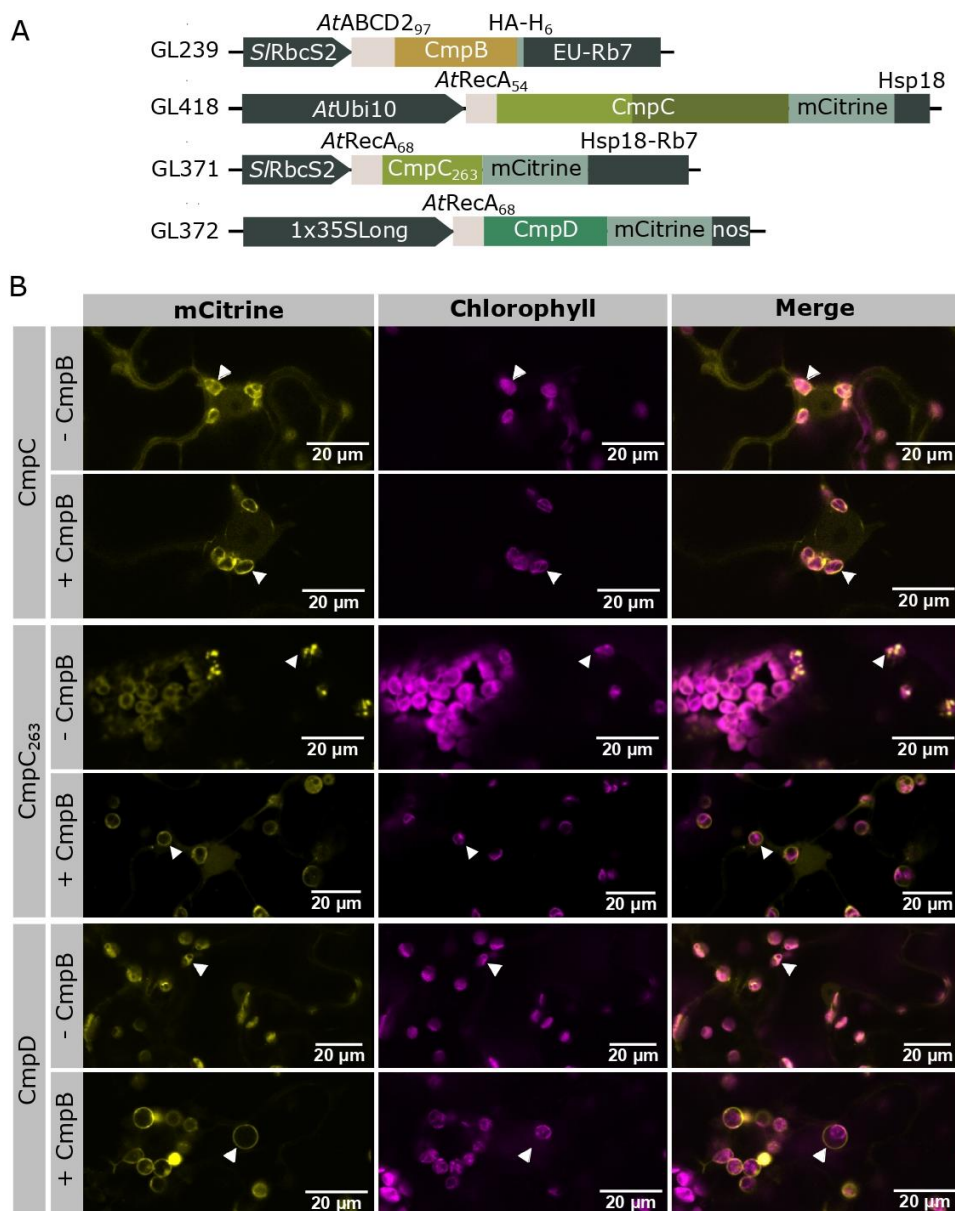 A
AtABCD2₉₇ HA-H₆
GL239 SlRbcS2 CmpB EU-Rb7
AtRecA₅₄ Hsp18
GL418 AtUbi10 CmpC mCitrine
AtRecA₆₈ Hsp18-Rb7
GL371 SlRbcS2 CmpC₂₆₃ mCitrine
AtRecA₆₈
GL372 1x35SLong CmpD mCitrine nos
B
mCitrine Chlorophyll Merge
CmpC
- CmpB
20 µm 20 µm 20 µm
+ CmpB
20 µm 20 µm 20 µm
CmpC₂₆₃
- CmpB
20 µm 20 µm 20 µm
+ CmpB
20 µm 20 µm 20 µm
CmpD
- CmpB
20 µm 20 µm 20 µm
+ CmpB
20 µm 20 µm 20 µm